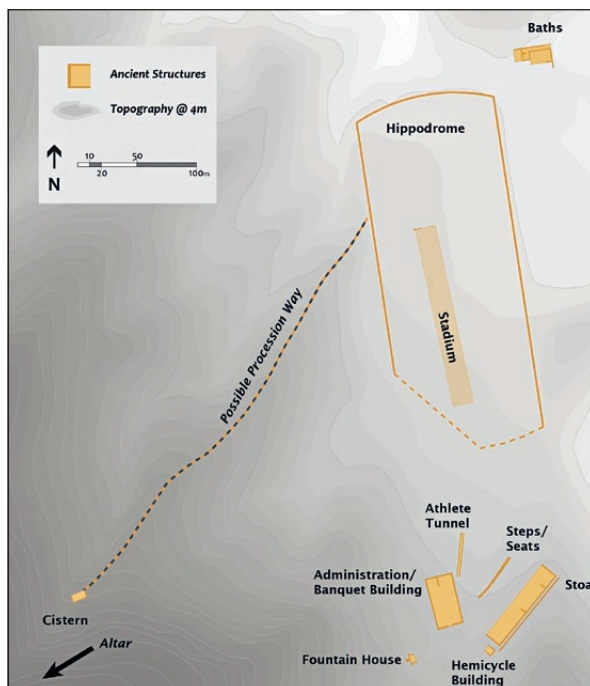 Baths
Ancient Structures
Topography @ 4m
Hippodrome
10 50
20 100m
N
Stadium
Possible Procession Way
Athlete
Tunnel
Steps/
Seats
Administration/
Banquet Building
Stoa
Cistern
Altar
Fountain House
Hemicycle
Building